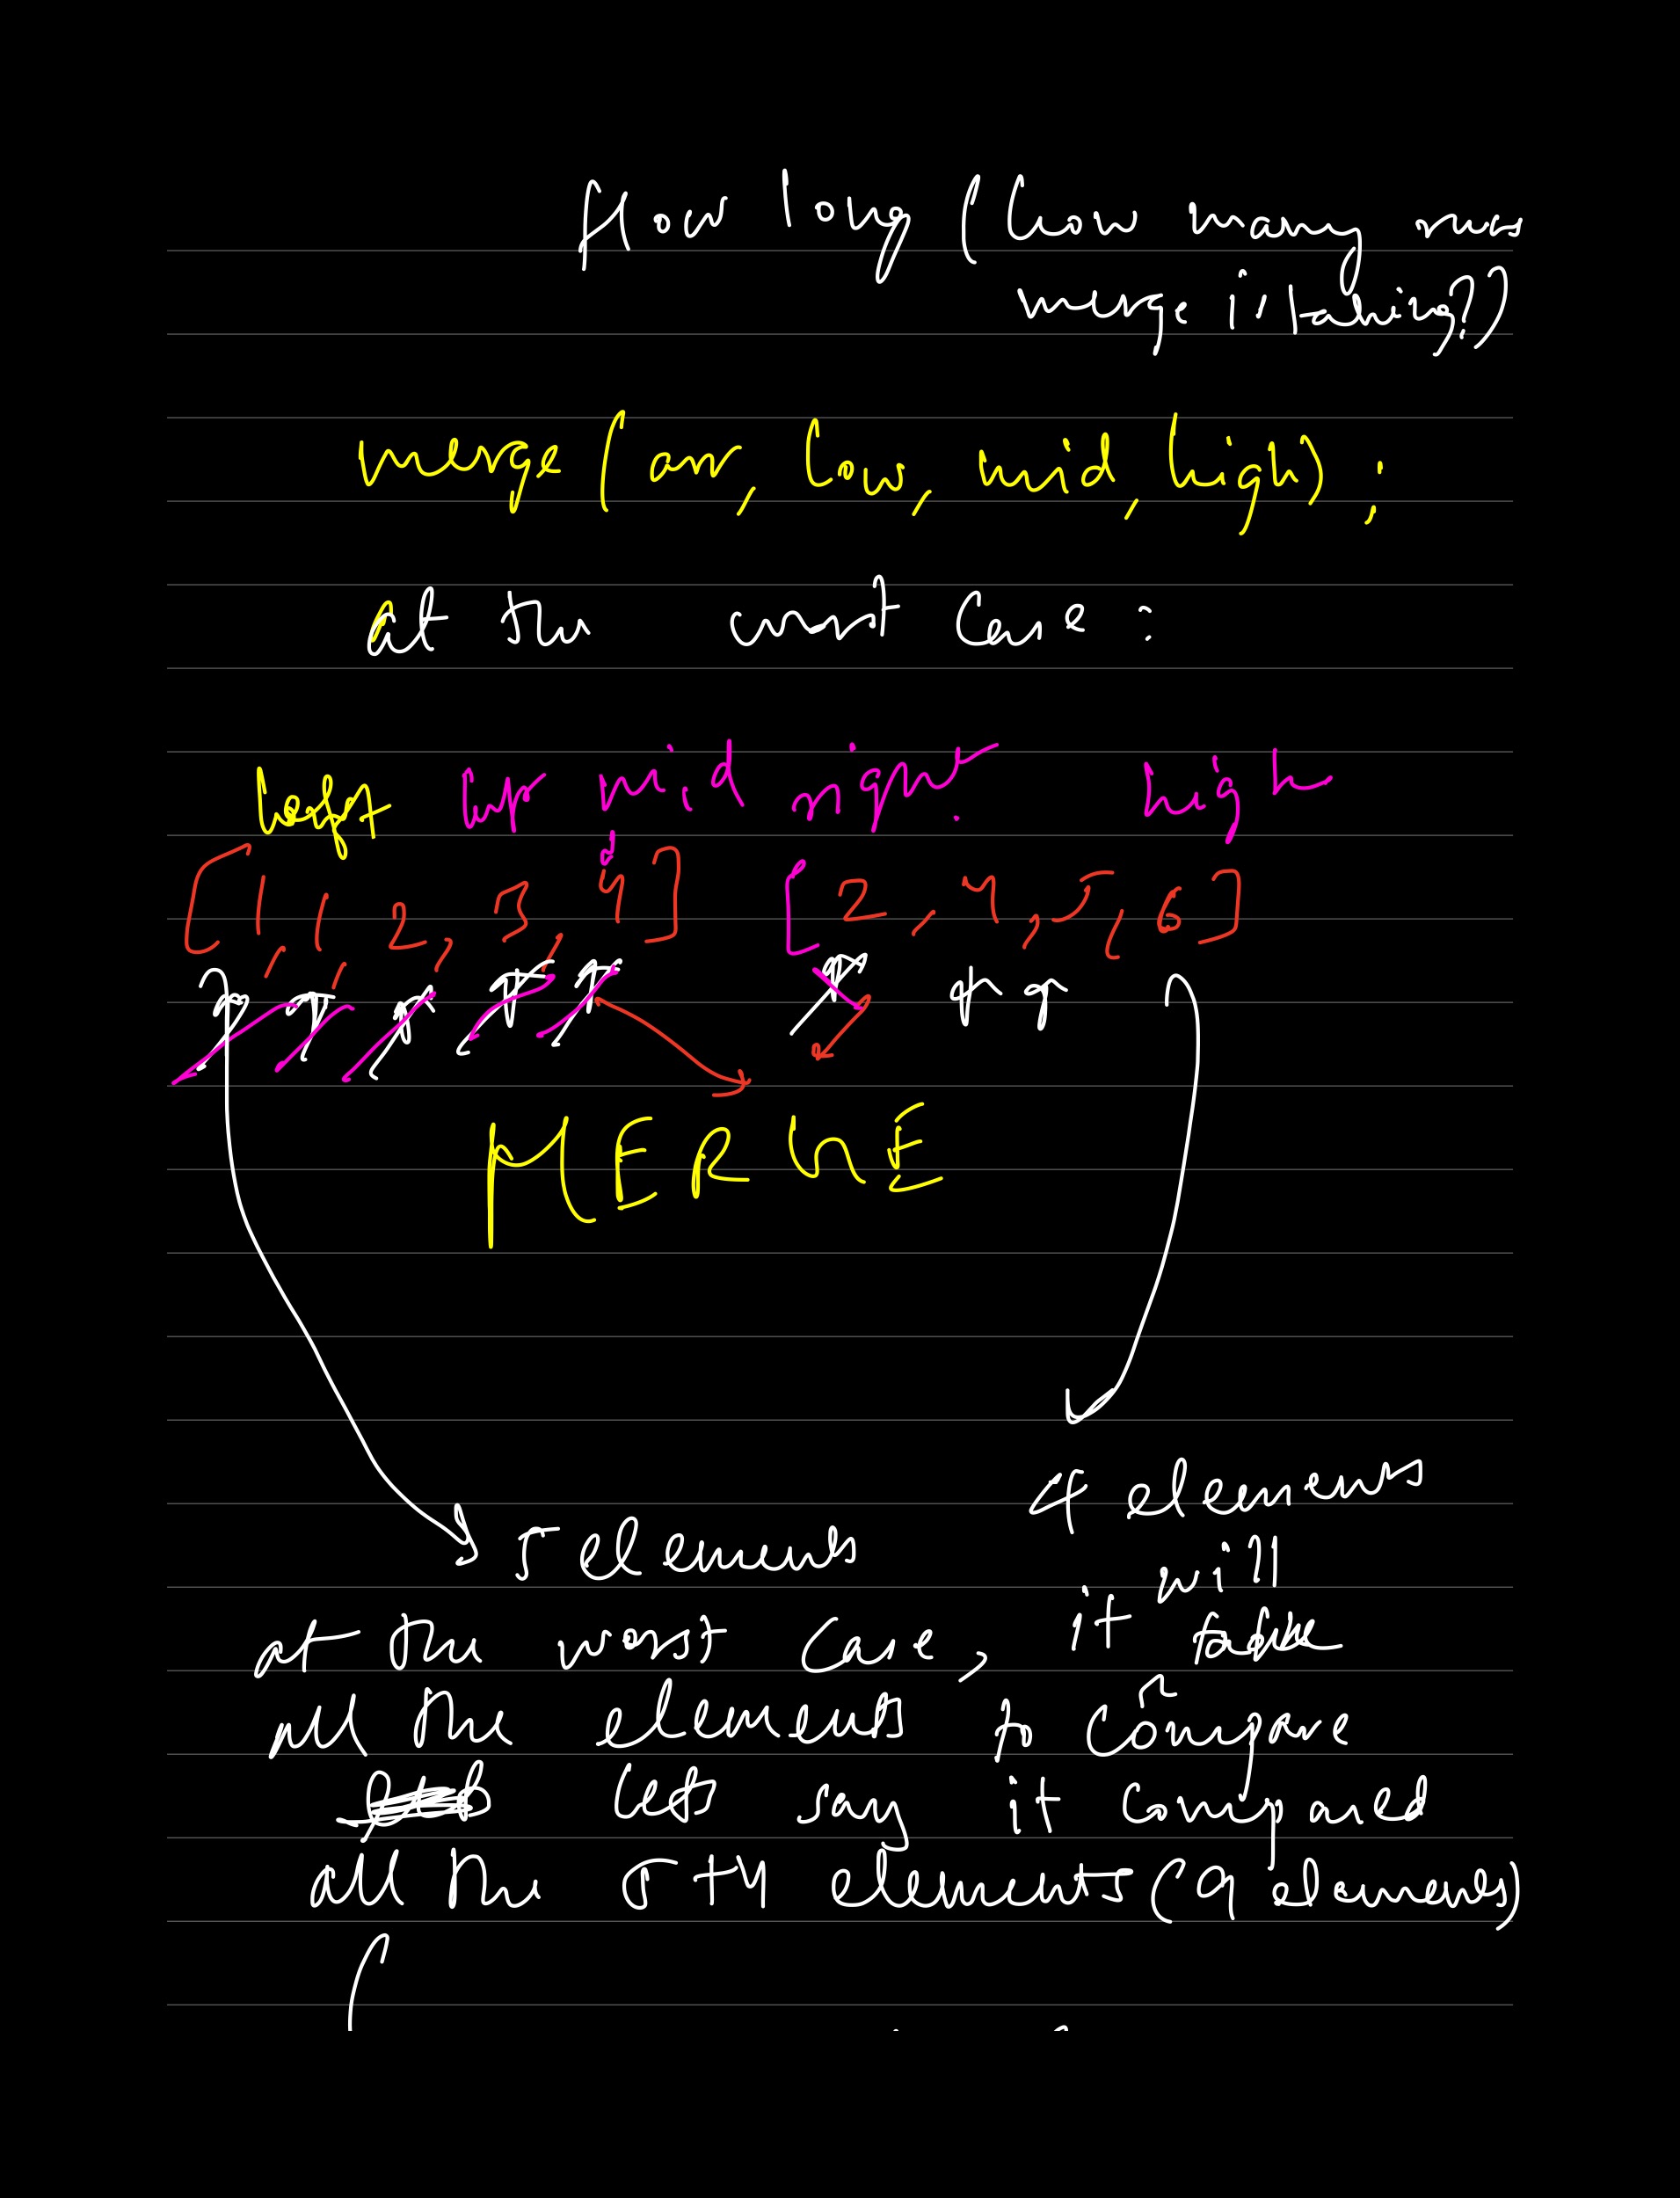 How long (how many
merge is taking??)
merge (arr, low, mid, high);
at the worst case:
left mid right high
[1, 1, 2, 3, 4] [2, 4, 5, 6]
MERGE
4 elements
5 elements
will
at the worst case, it take
all the elements to compare
lets say it compared
all the 5+4 elements (9 elements)